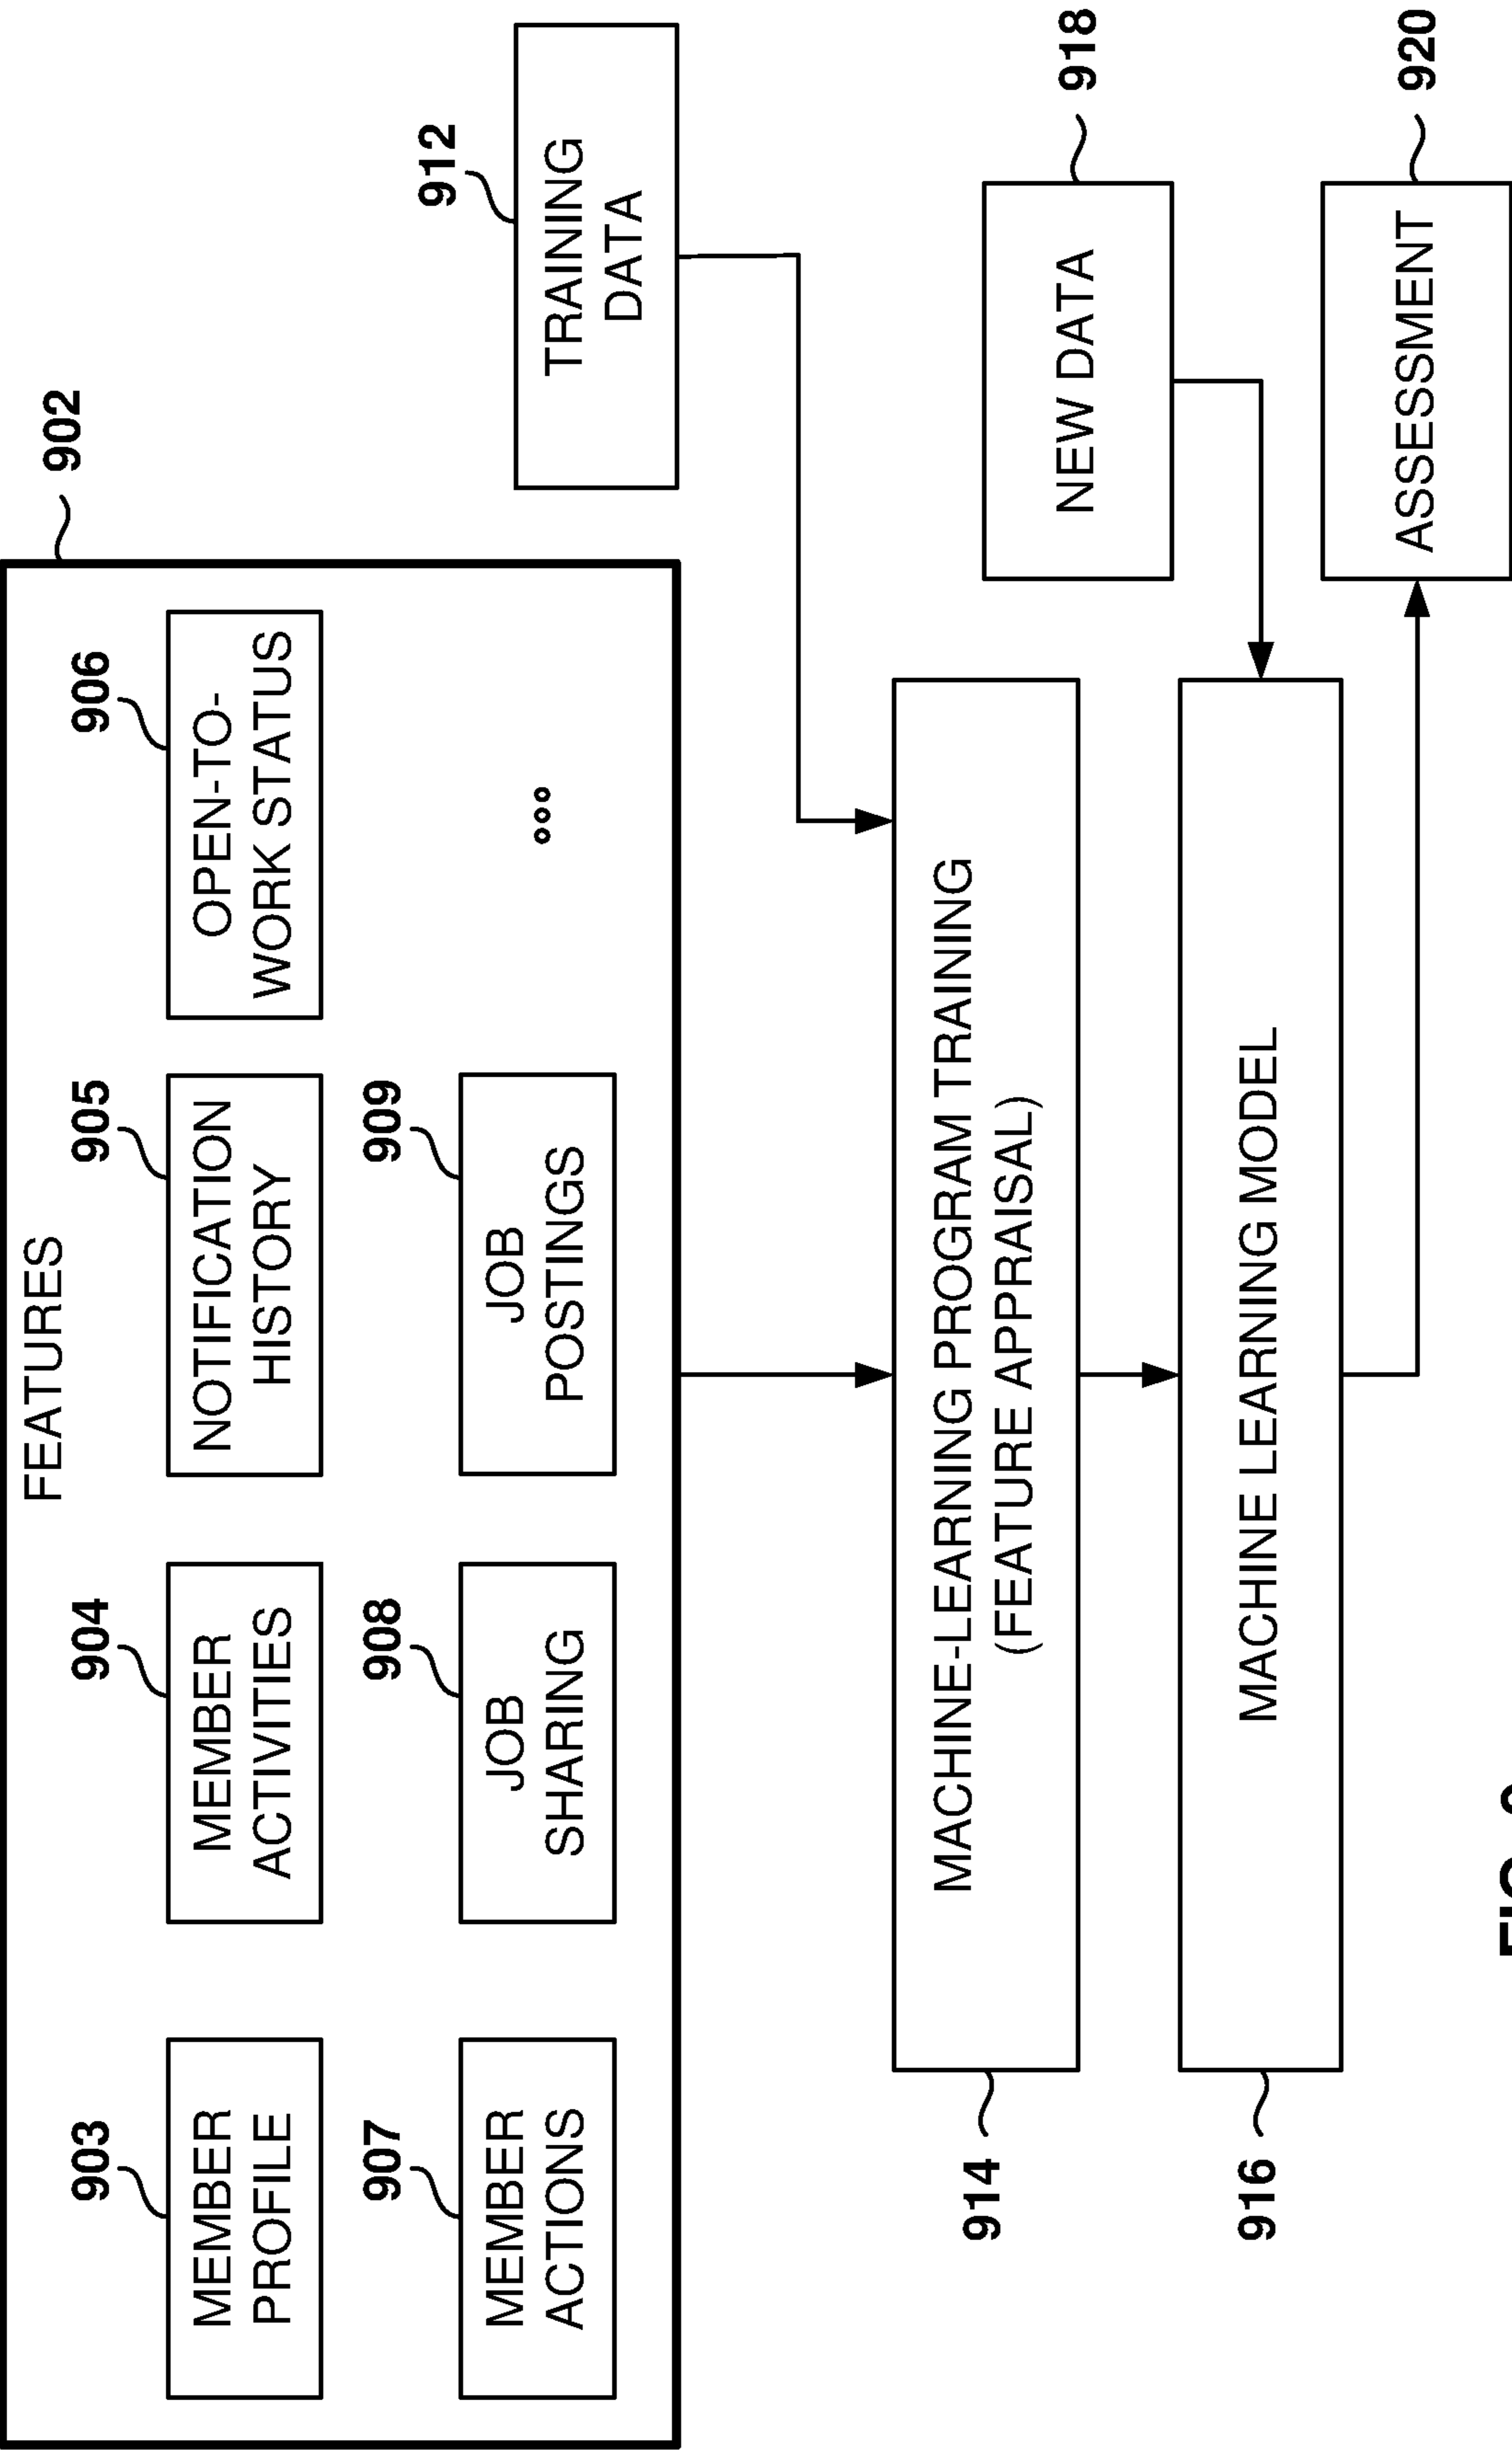 902
FEATURES
903
904
905
906
MEMBER
PROFILE
MEMBER
ACTIVITIES
NOTIFICATION
HISTORY
OPEN-TO-
WORK STATUS
907
908
909
MEMBER
ACTIONS
JOB
SHARING
JOB
POSTINGS
912
TRAINING
DATA
914
MACHINE-LEARNING PROGRAM TRAINING
(FEATURE APPRAISAL)
918
NEW DATA
916
MACHINE LEARNING MODEL
920
ASSESSMENT